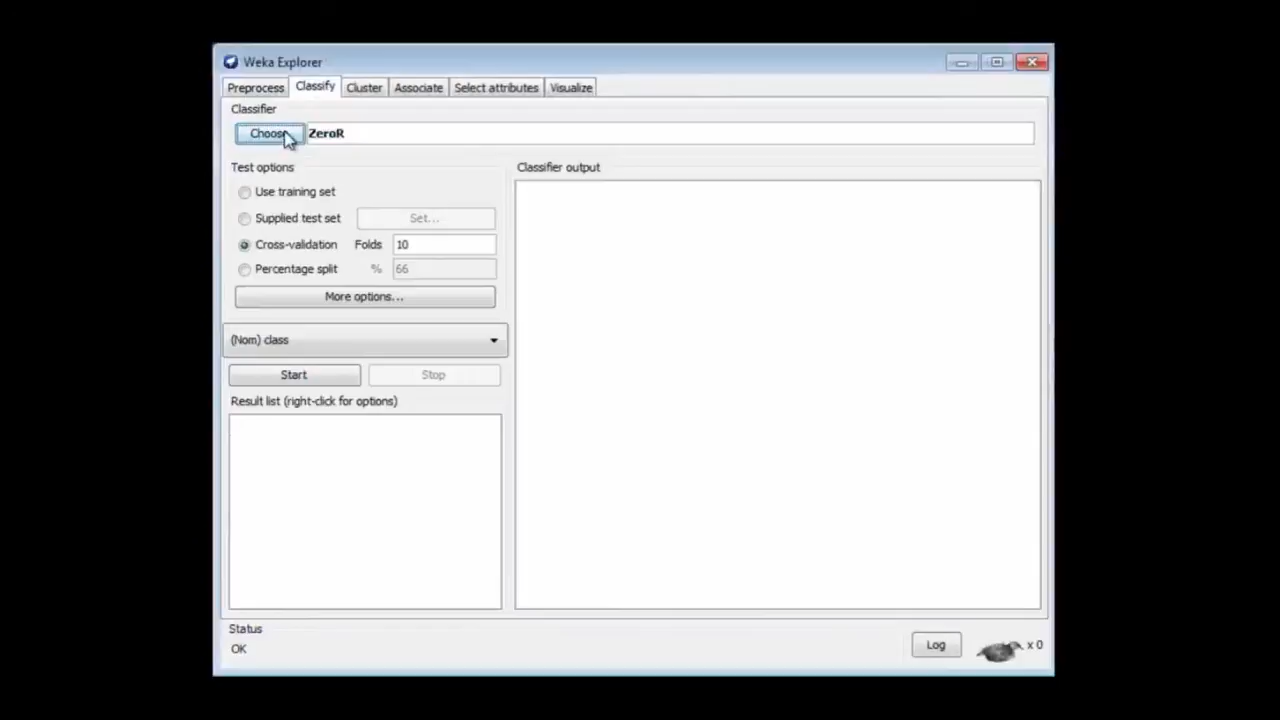 Weka Explorer
Preprocess Classify Cluster Associate Select attributes Visualize
Classifier
Choose ZeroR
Test options
Use training set
Supplied test set Set...
Cross-validation Folds 10
Percentage split % 66
More options...
(Nom) class
Start Stop
Result list (right-click for options)
Classifier output
Status
OK
Log x 0